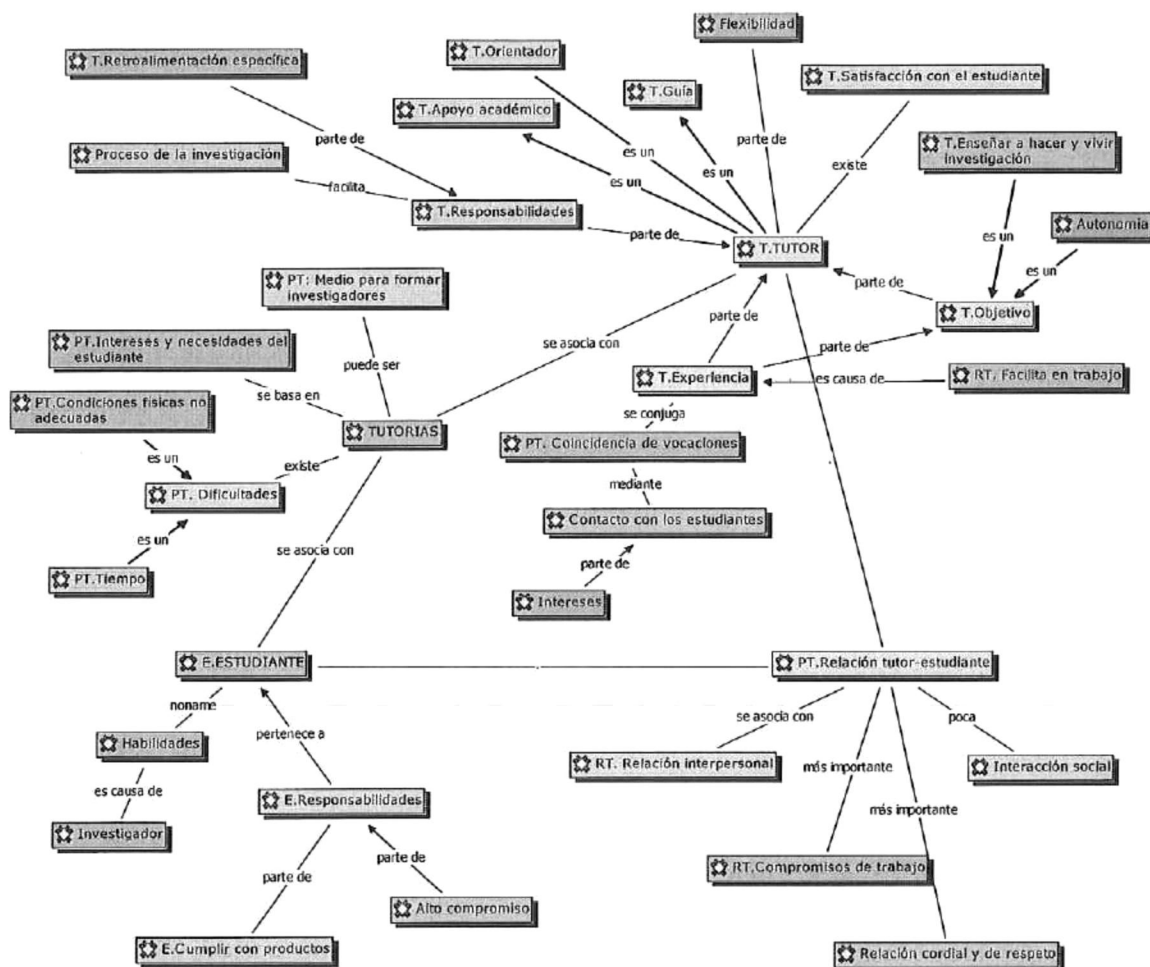 Flexibilidad
T.Orientador
T.Retroalimentación específica
T.Satisfacción con el estudiante
T.Guía
T.Apoyo académico
parte de
parte de
T.Enseñar a hacer y vivir
investigación
Proceso de la investigación
es un
es un
es un
existe
facilita
T.Responsabilidades
Autonomia
parte de
T.TUTOR
es un
es un
PT: Medio para formar
investigadores
parte de
T.Objetivo
parte de
PT.Intereses y necesidades del
estudiante
se asocia con
parte de
puede ser
T.Experiencia
es causa de
RT. Facilita en trabajo
PT.Condiciones físicas no
adecuadas
se basa en
se conjuga
TUTORIAS
PT. Coincidencia de vocaciones
es un
existe
mediante
PT. Dificultades
Contacto con los estudiantes
es un
se asocia con
parte de
PT.Tiempo
Intereses
E.ESTUDIANTE
PT.Relación tutor-estudiante
noname
se asocia con
poca
pertenece a
Habilidades
RT. Relación interpersonal
más importante
Interacción social
es causa de
E.Responsabilidades
más importante
Investigador
parte de
RT.Compromisos de trabajo
parte de
Alto compromiso
E.Cumplir con productos
Relación cordial y de respeto